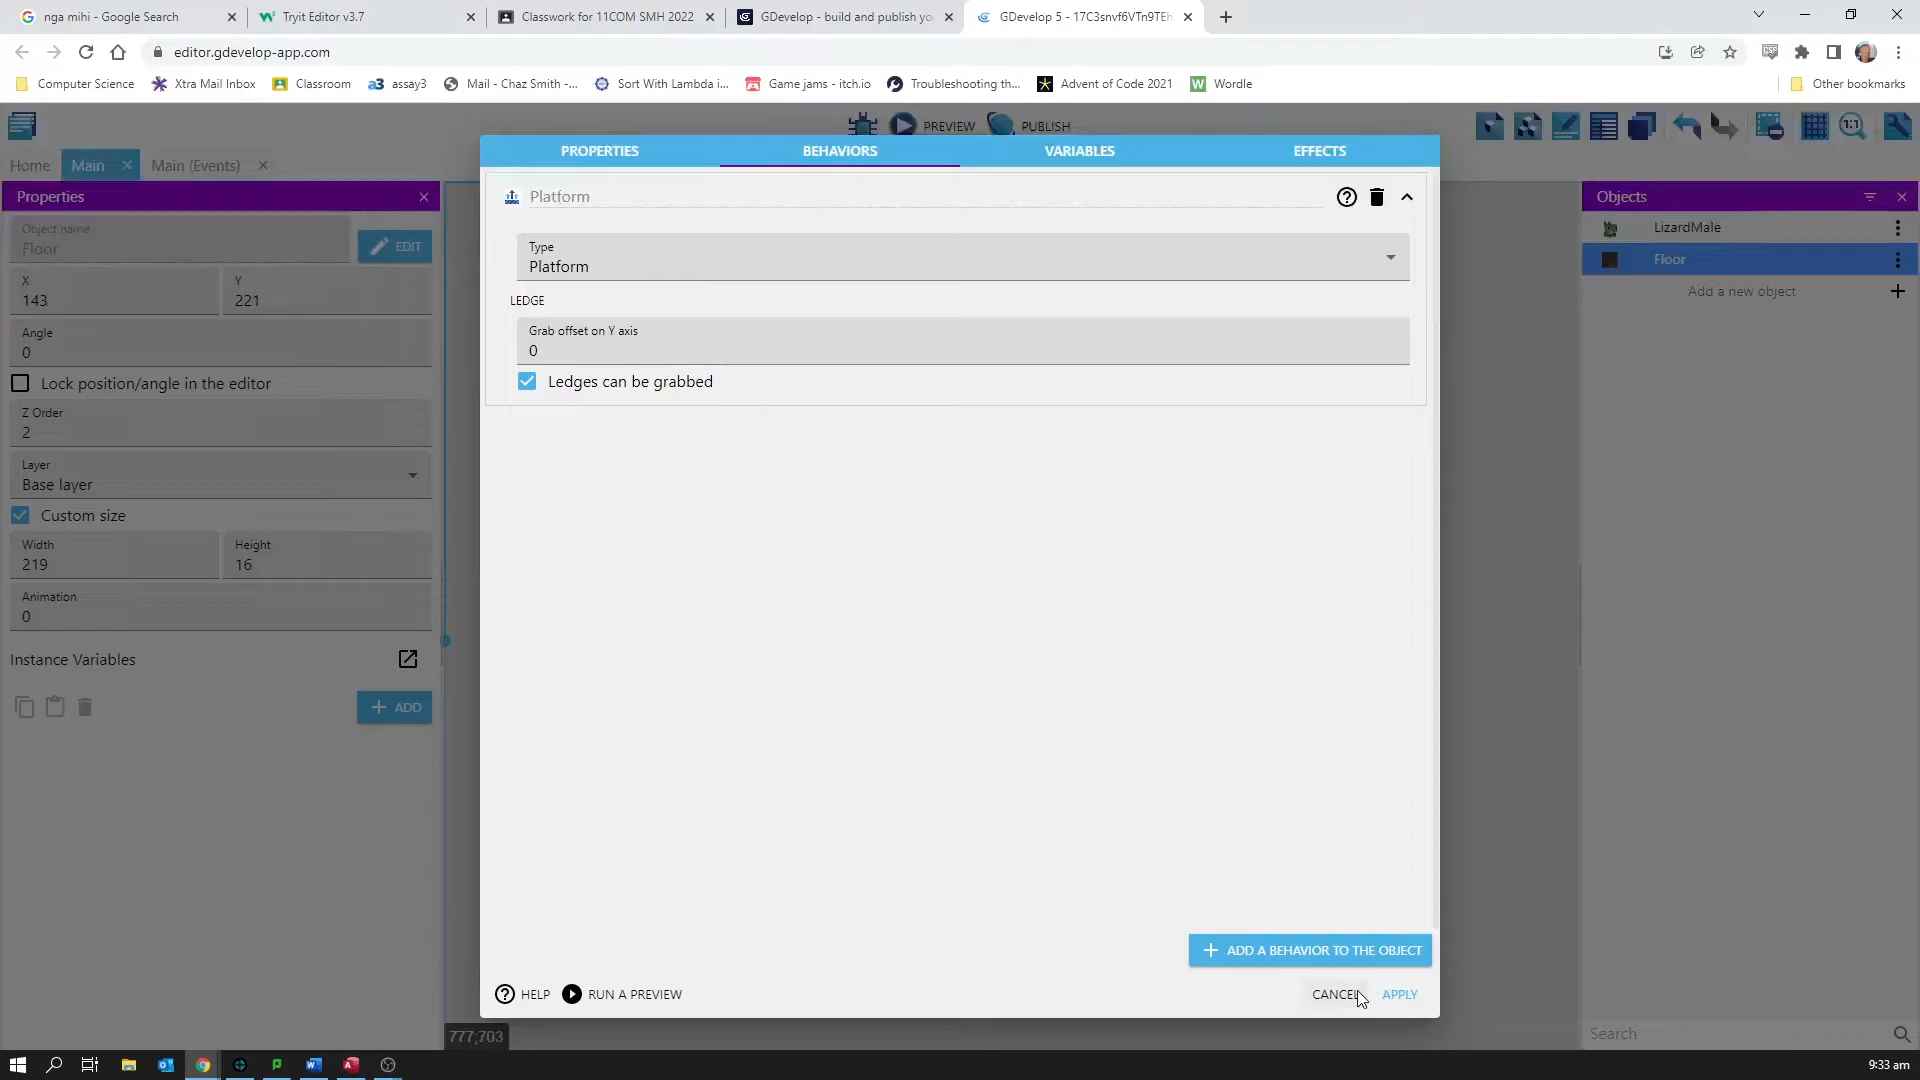 nga mihi - Google Search
Tryit Editor v3.7
Classwork for 11COM SMH 2022
GDevelop - build and publish yo
GDevelop 5 - 17C3snvf6VTn9TEh
editor.gdevelop-app.com
Computer Science
Xtra Mail Inbox
Classroom
a3 assay3
Mail - Chaz Smith -...
Sort With Lambda i...
Game jams - itch.io
Troubleshooting th...
Advent of Code 2021
W Wordle
Other bookmarks
PREVIEW
PUBLISH
1:1
Home
Main
Main (Events)
Properties
Object name
Floor
EDIT
X
143
Y
221
Angle
0
Lock position/angle in the editor
Z Order
2
Layer
Base layer
Custom size
Width
219
Height
16
Animation
0
Instance Variables
ADD
PROPERTIES
BEHAVIORS
VARIABLES
EFFECTS
Platform
Type
Platform
LEDGE
Grab offset on Y axis
0
Ledges can be grabbed
ADD A BEHAVIOR TO THE OBJECT
HELP
RUN A PREVIEW
CANCEL
APPLY
777;703
Objects
LizardMale
Floor
Add a new object
Search
9:33 am